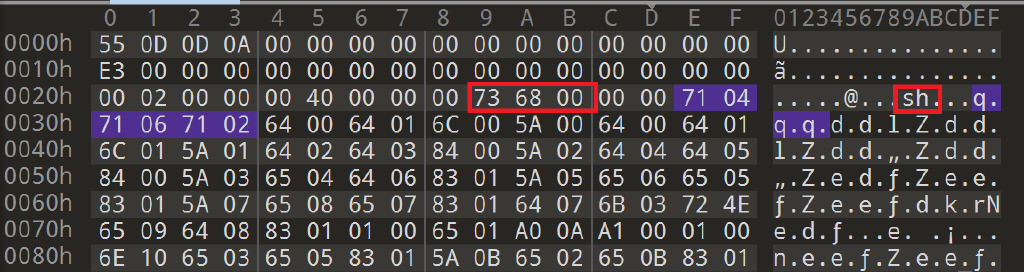 0 1 2 3 4 5 6 7 8 9 A B C D E F 0123456789ABCDEF
0000h 55 0D 0D 0A 00 00 00 00 00 00 00 00 00 00 00 00 U...............
0010h E3 00 00 00 00 00 00 00 00 00 00 00 00 00 00 00 ã...............
0020h 00 02 00 00 00 40 00 00 00 73 68 00 00 00 71 04 .....@...sh...q.
0030h 71 06 71 02 64 00 64 01 6C 00 5A 00 64 00 64 01 q.q.d.d.l.Z.d.d.
0040h 6C 01 5A 01 64 02 64 03 84 00 5A 02 64 04 64 05 l.Z.d.d.„.Z.d.d.
0050h 84 00 5A 03 65 04 64 06 83 01 5A 05 65 06 65 05 „.Z.e.d.ƒ.Z.e.e.
0060h 83 01 5A 07 65 08 65 07 83 01 64 07 6B 03 72 4E ƒ.Z.e.e.ƒ.d.k.rN
0070h 65 09 64 08 83 01 01 00 65 01 A0 0A A1 00 01 00 e.d.ƒ...e. .¡...
0080h 6E 10 65 03 65 05 83 01 5A 0B 65 02 65 0B 83 01 n.e.e.ƒ.Z.e.e.ƒ.